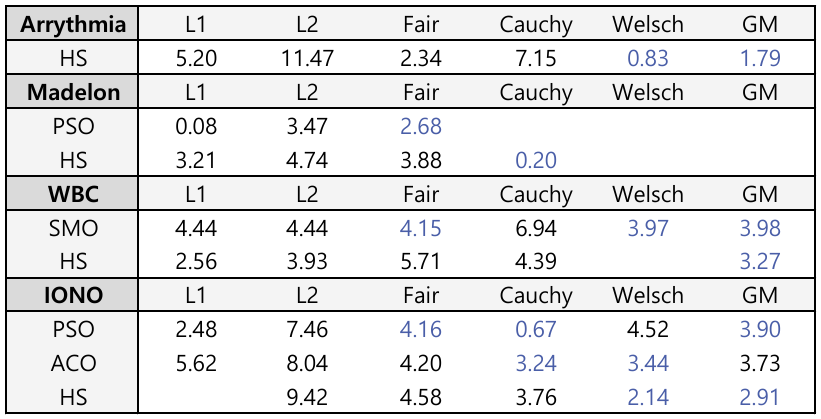 Arrythmia L1 L2 Fair Cauchy Welsch GM
HS 5.20 11.47 2.34 7.15 0.83 1.79
Madelon L1 L2 Fair Cauchy Welsch GM
PSO 0.08 3.47 2.68
HS 3.21 4.74 3.88 0.20
WBC L1 L2 Fair Cauchy Welsch GM
SMO 4.44 4.44 4.15 6.94 3.97 3.98
HS 2.56 3.93 5.71 4.39 3.27
IONO L1 L2 Fair Cauchy Welsch GM
PSO 2.48 7.46 4.16 0.67 4.52 3.90
ACO 5.62 8.04 4.20 3.24 3.44 3.73
HS 9.42 4.58 3.76 2.14 2.91